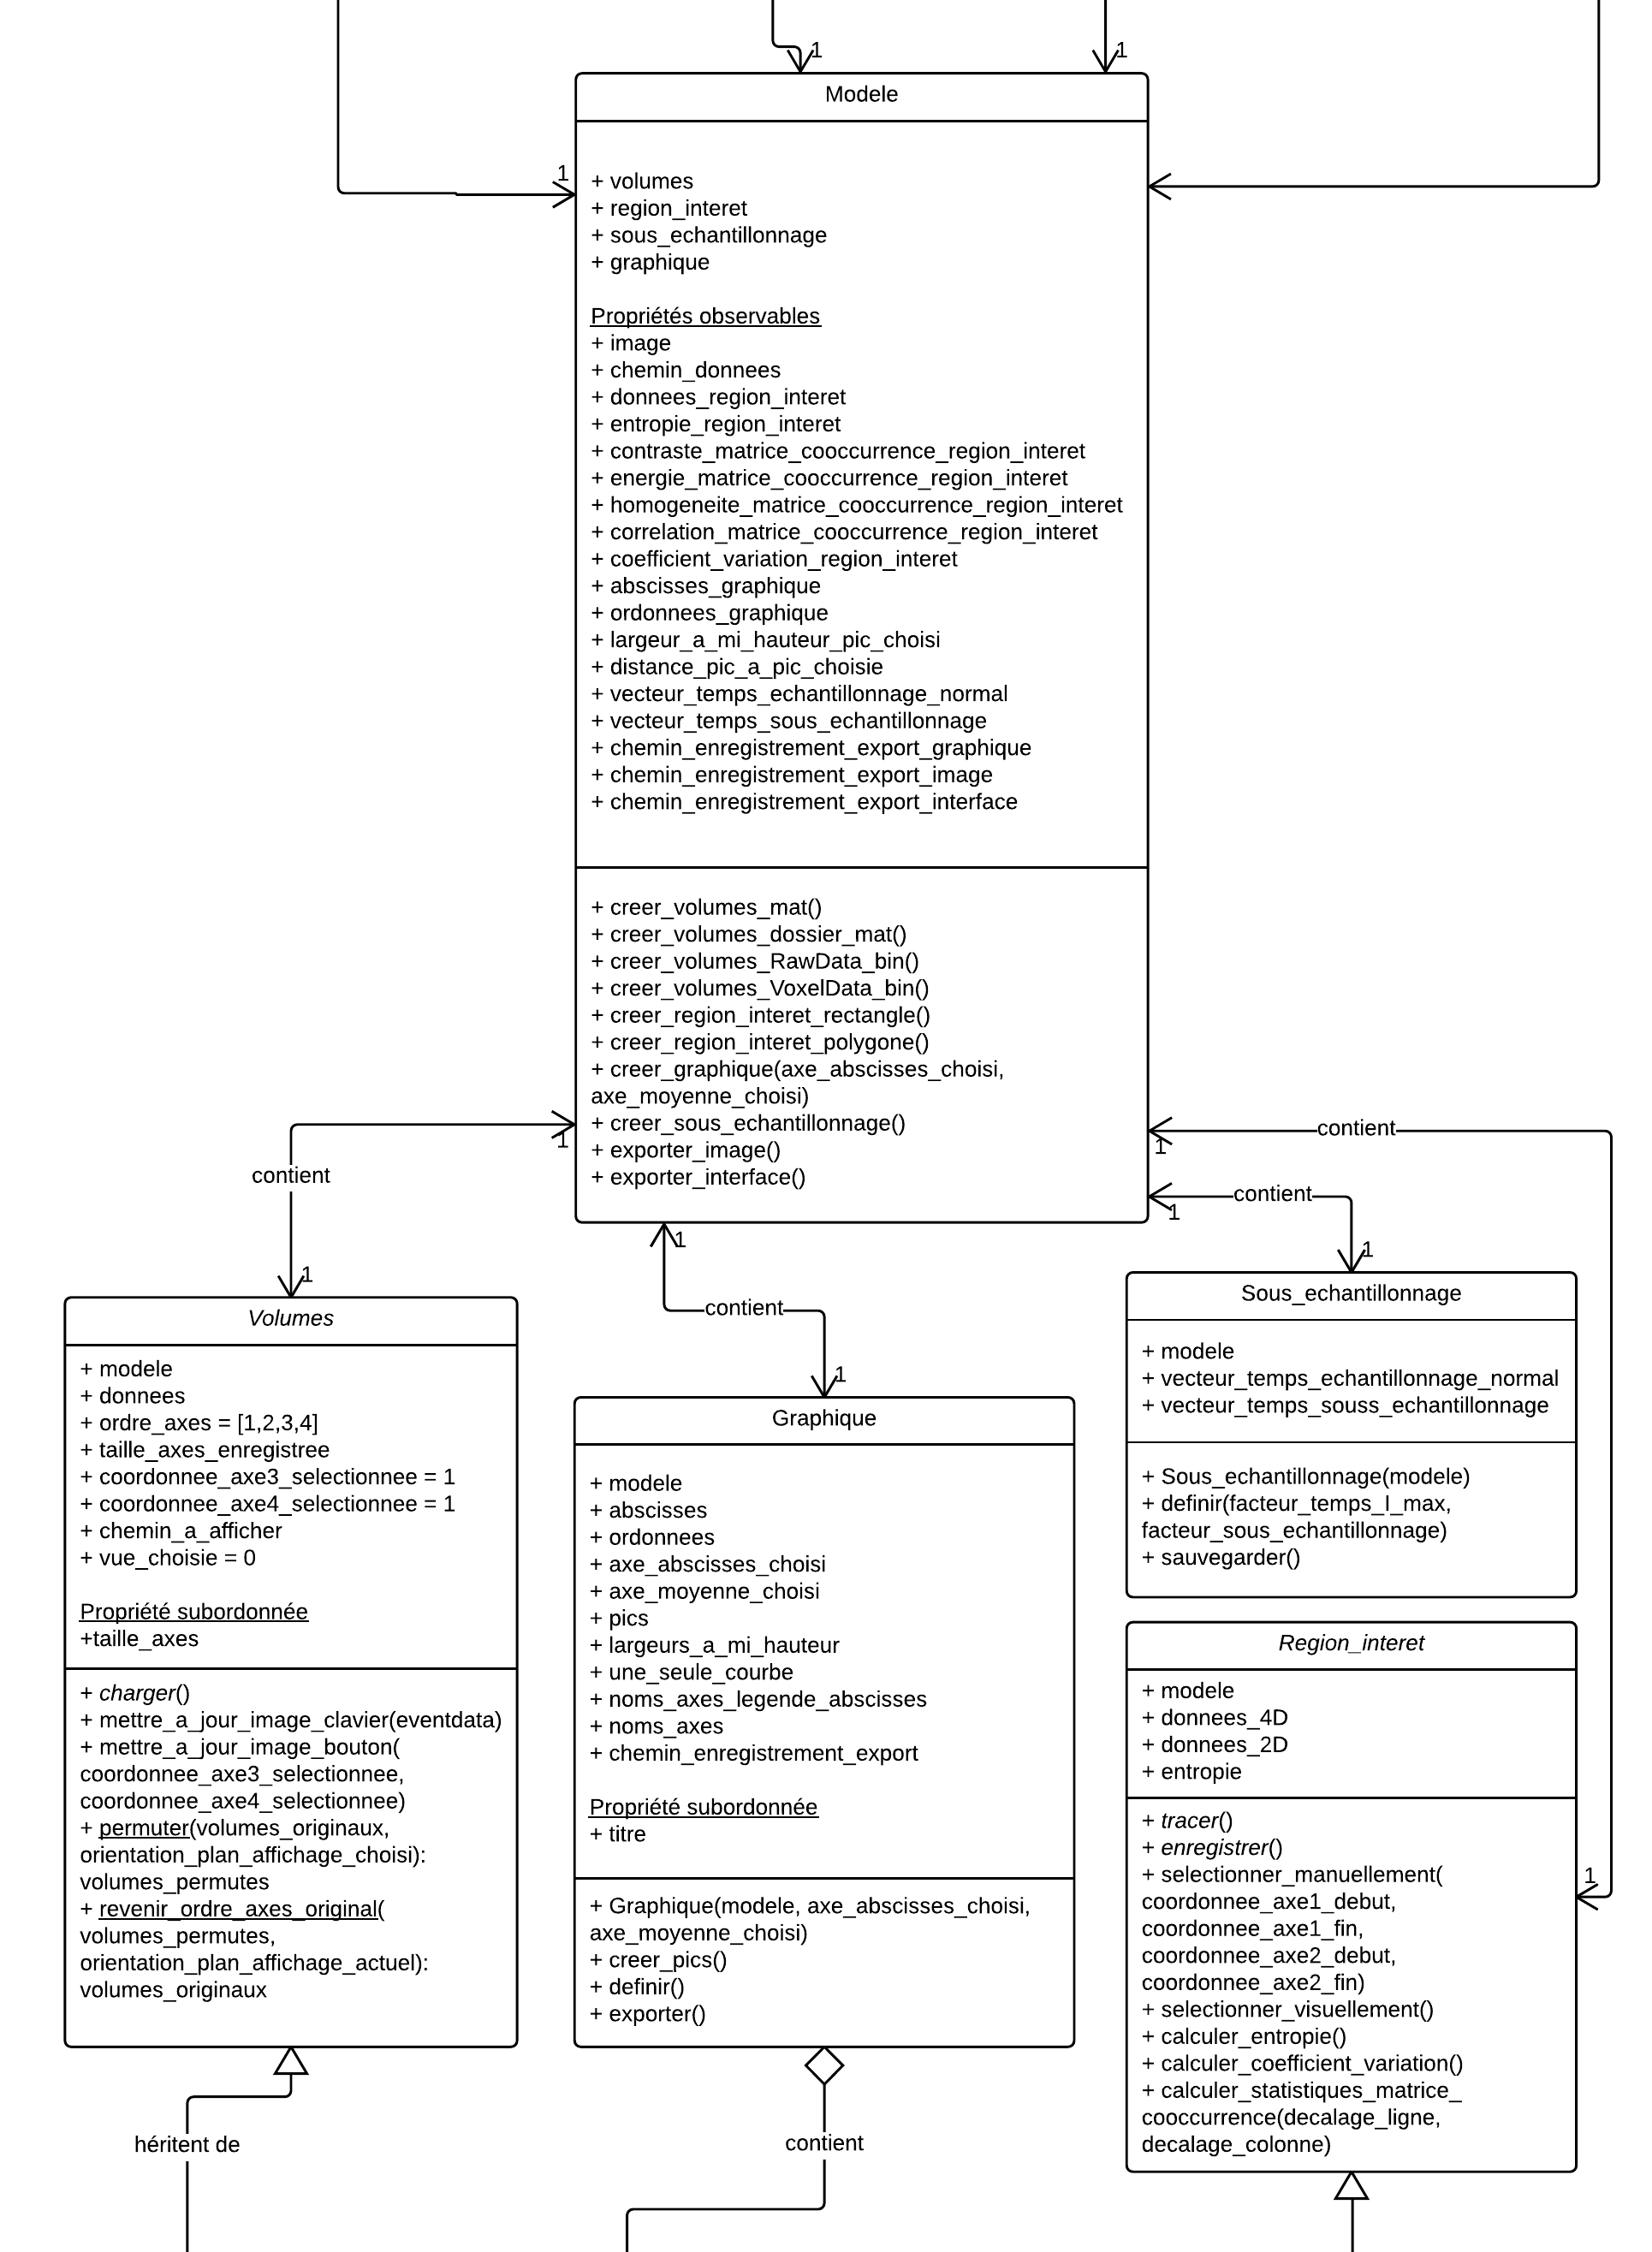 1
1
Modele
1
+ volumes
+ region_interet
+ sous_echantillonnage
+ graphique
Propriétés observables
+ image
+ chemin_donnees
+ donnees_region_interet
+ entropie_region_interet
+ contraste_matrice_cooccurrence_region_interet
+ energie_matrice_cooccurrence_region_interet
+ homogeneite_matrice_cooccurrence_region_interet
+ correlation_matrice_cooccurrence_region_interet
+ coefficient_variation_region_interet
+ abscisses_graphique
+ ordonnees_graphique
+ largeur_a_mi_hauteur_pic_choisi
+ distance_pic_a_pic_choisie
+ vecteur_temps_echantillonnage_normal
+ vecteur_temps_sous_echantillonnage
+ chemin_enregistrement_export_graphique
+ chemin_enregistrement_export_image
+ chemin_enregistrement_export_interface
+ creer_volumes_mat()
+ creer_volumes_dossier_mat()
+ creer_volumes_RawData_bin()
+ creer_volumes_VoxelData_bin()
+ creer_region_interet_rectangle()
+ creer_region_interet_polygone()
+ creer_graphique(axe_abscisses_choisi,
axe_moyenne_choisi)
+ creer_sous_echantillonnage()
+ exporter_image()
+ exporter_interface()
1
contient
1
1
contient
1
contient
1
1
contient
1
1
Volumes
+ modele
+ donnees
+ ordre_axes = [1,2,3,4]
+ taille_axes_enregistree
+ coordonnee_axe3_selectionnee = 1
+ coordonnee_axe4_selectionnee = 1
+ chemin_a_afficher
+ vue_choisie = 0
Propriété subordonnée
+taille_axes
+ charger()
+ mettre_a_jour_image_clavier(eventdata)
+ mettre_a_jour_image_bouton(
coordonnee_axe3_selectionnee,
coordonnee_axe4_selectionnee)
+ permuter(volumes_originaux,
orientation_plan_affichage_choisi):
volumes_permutes
+ revenir_ordre_axes_original(
volumes_permutes,
orientation_plan_affichage_actuel):
volumes_originaux
héritent de
Graphique
+ modele
+ abscisses
+ ordonnees
+ axe_abscisses_choisi
+ axe_moyenne_choisi
+ pics
+ largeurs_a_mi_hauteur
+ une_seule_courbe
+ noms_axes_legende_abscisses
+ noms_axes
+ chemin_enregistrement_export
Propriété subordonnée
+ titre
+ Graphique(modele, axe_abscisses_choisi,
axe_moyenne_choisi)
+ creer_pics()
+ definir()
+ exporter()
contient
Sous_echantillonnage
+ modele
+ vecteur_temps_echantillonnage_normal
+ vecteur_temps_souss_echantillonnage
+ Sous_echantillonnage(modele)
+ definir(facteur_temps_I_max,
facteur_sous_echantillonnage)
+ sauvegarder()
Region_interet
+ modele
+ donnees_4D
+ donnees_2D
+ entropie
+ tracer()
+ enregistrer()
+ selectionner_manuellement(
coordonnee_axe1_debut,
coordonnee_axe1_fin,
coordonnee_axe2_debut,
coordonnee_axe2_fin)
+ selectionner_visuellement()
+ calculer_entropie()
+ calculer_coefficient_variation()
+ calculer_statistiques_matrice_
cooccurrence(decalage_ligne,
decalage_colonne)